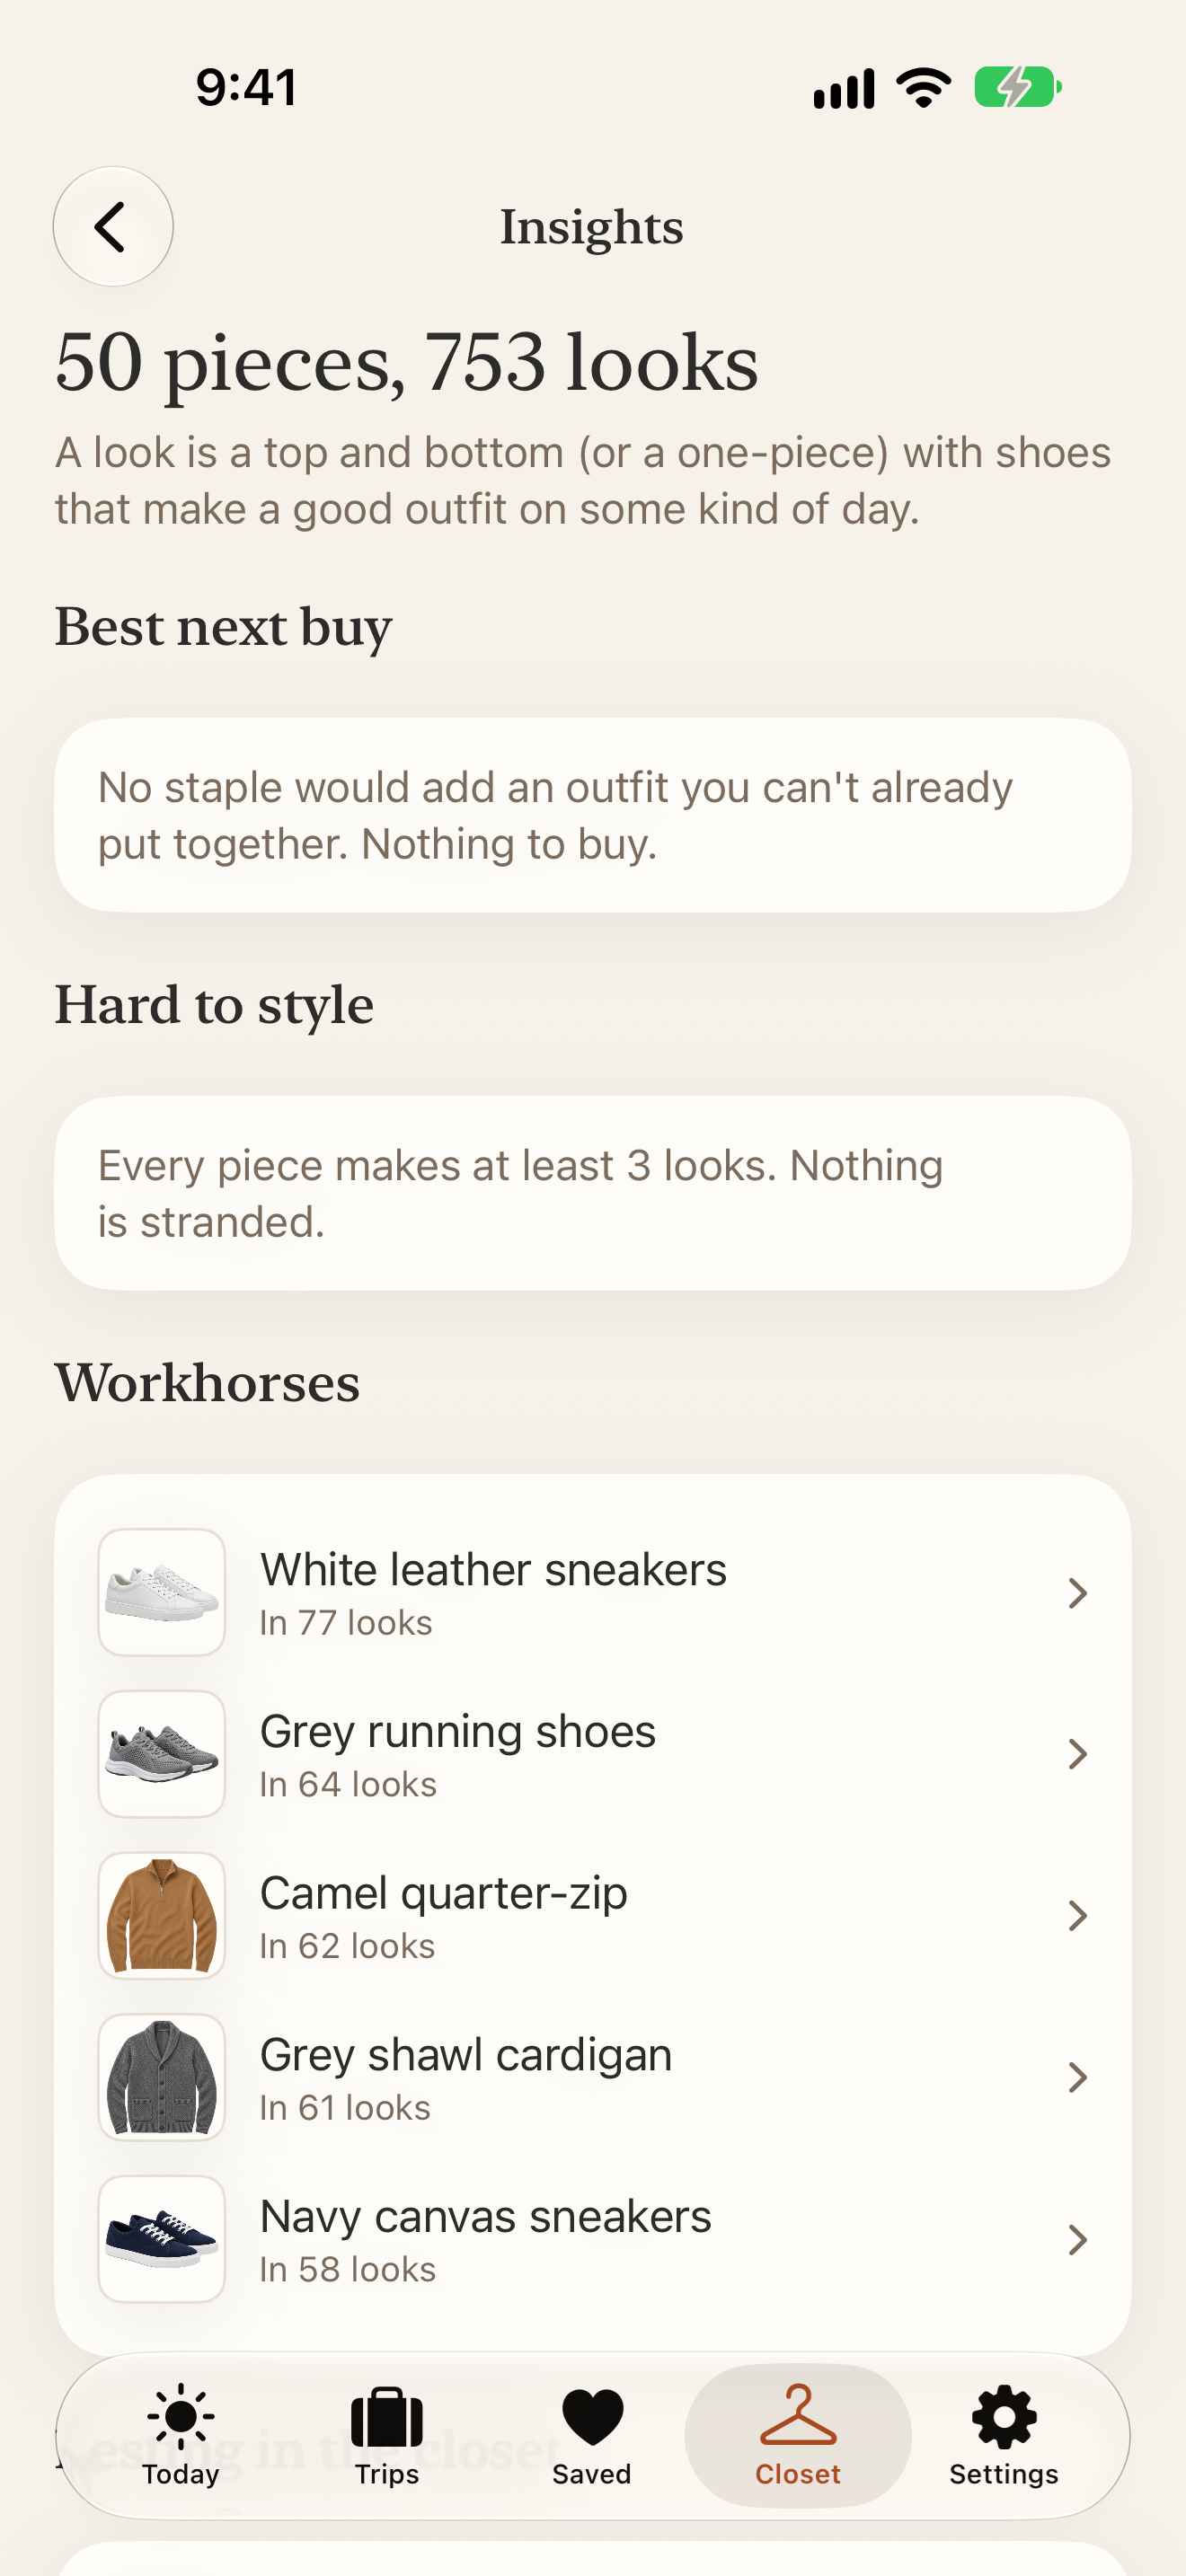 9:41
Insights
50 pieces, 753 looks
A look is a top and bottom (or a one-piece) with shoes
that make a good outfit on some kind of day.
Best next buy
No staple would add an outfit you can't already
put together. Nothing to buy.
Hard to style
Every piece makes at least 3 looks. Nothing
is stranded.
Workhorses
White leather sneakers
In 77 looks
Grey running shoes
In 64 looks
Camel quarter-zip
In 62 looks
Grey shawl cardigan
In 61 looks
Navy canvas sneakers
In 58 looks
in the closet
Today
Trips
Saved
Closet
Settings